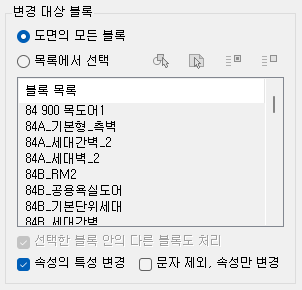 변경 대상 블록
도면의 모든 블록
목록에서 선택
블록 목록
84 900 목도어1
84A_기본형_측벽
84A_세대간벽_2
84A_세대벽_2
84B_RM2
84B_공용욕실도어
84B_기본단위세대
84B_세대간벽
선택한 블록 안의 다른 블록도 처리
속성의 특성 변경
문자 제외, 속성만 변경